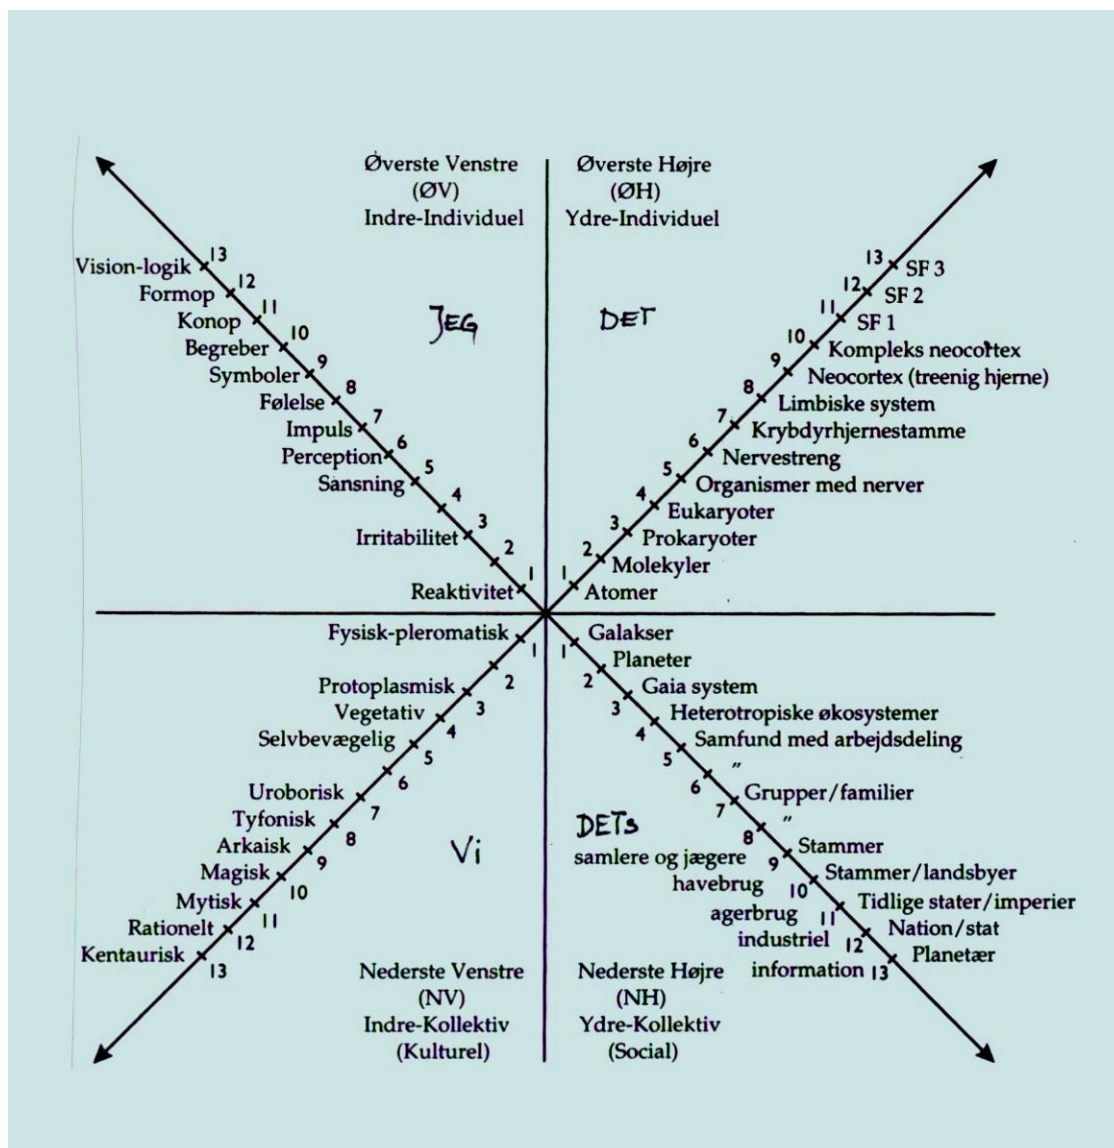 Øverste Venstre
(ØV)
Indre-Individuel
JEG
13
Vision-logik
12
Formop
11
Konop
10
Begreber
9
Symboler
8
Følelse
7
Impuls
6
Perception
5
Sansning
4
3
Irritabilitet
2
1
Reaktivitet
Øverste Højre
(ØH)
Ydre-Individuel
DET
13
SF 3
12
SF 2
11
SF 1
10
Kompleks neocortex
9
Neocortex (treenig hjerne)
8
Limbiske system
7
Krybdyrhjernestamme
6
Nervestreng
5
Organismer med nerver
4
Eukaryoter
3
Prokaryoter
2
Molekyler
1
Atomer
Fysisk-pleromatisk
1
2
Protoplasmisk
3
Vegetativ
4
Selvbevægelig
5
6
Uroborisk
7
Tyfonisk
8
Arkaisk
9
Magisk
10
Mytisk
11
Rationelt
12
Kentaurisk
13
Vi
Nederste Venstre
(NV)
Indre-Kollektiv
(Kulturel)
Galakser
1
Planeter
2
Gaia system
3
Heterotropiske økosystemer
4
Samfund med arbejdsdeling
5
"
6
Grupper/familier
7
"
8
DETs
Stammer
samlere og jægere 9
Stammer/landsbyer
havebrug 10
Tidlige stater/imperier
agerbrug 11
Nation/stat
industriel 12
Planetær
information 13
Nederste Højre
(NH)
Ydre-Kollektiv
(Social)